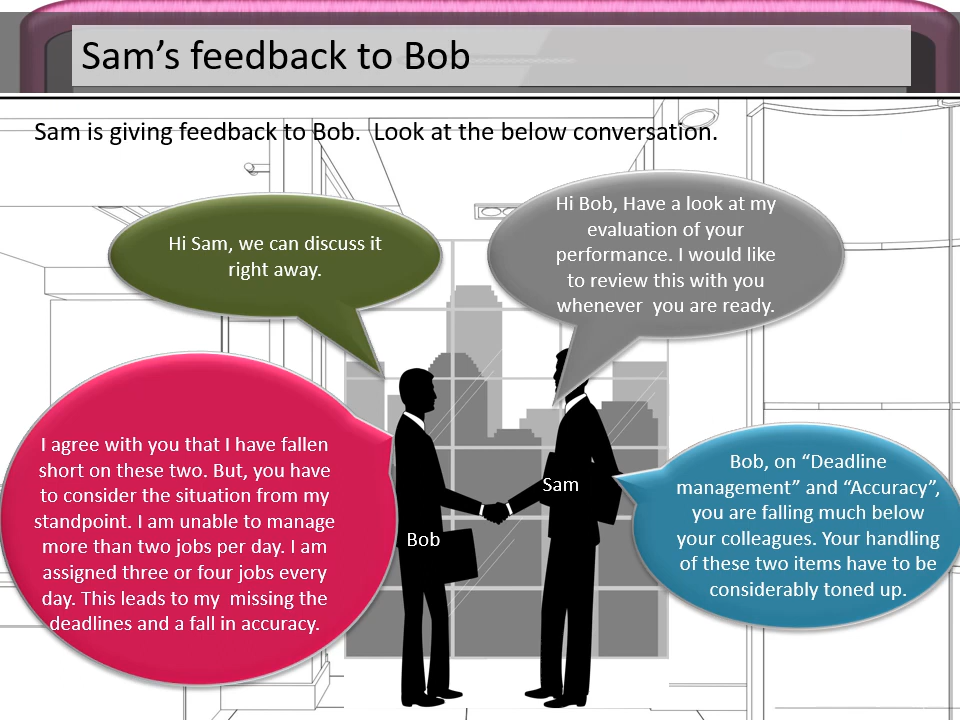 Sam’s feedback to Bob
Sam is giving feedback to Bob.  Look at the below conversation.
Hi Bob, Have a look at my
evaluation of your
performance. I would like
to review this with you
whenever  you are ready.
Hi Sam, we can discuss it
right away.
Bob, on “Deadline
management” and “Accuracy”,
you are falling much below
your colleagues. Your handling
of these two items have to be
considerably toned up.
I agree with you that I have fallen
short on these two. But, you have
to consider the situation from my
standpoint. I am unable to manage
more than two jobs per day. I am
assigned three or four jobs every
day. This leads to my  missing the
deadlines and a fall in accuracy.
Sam
Bob